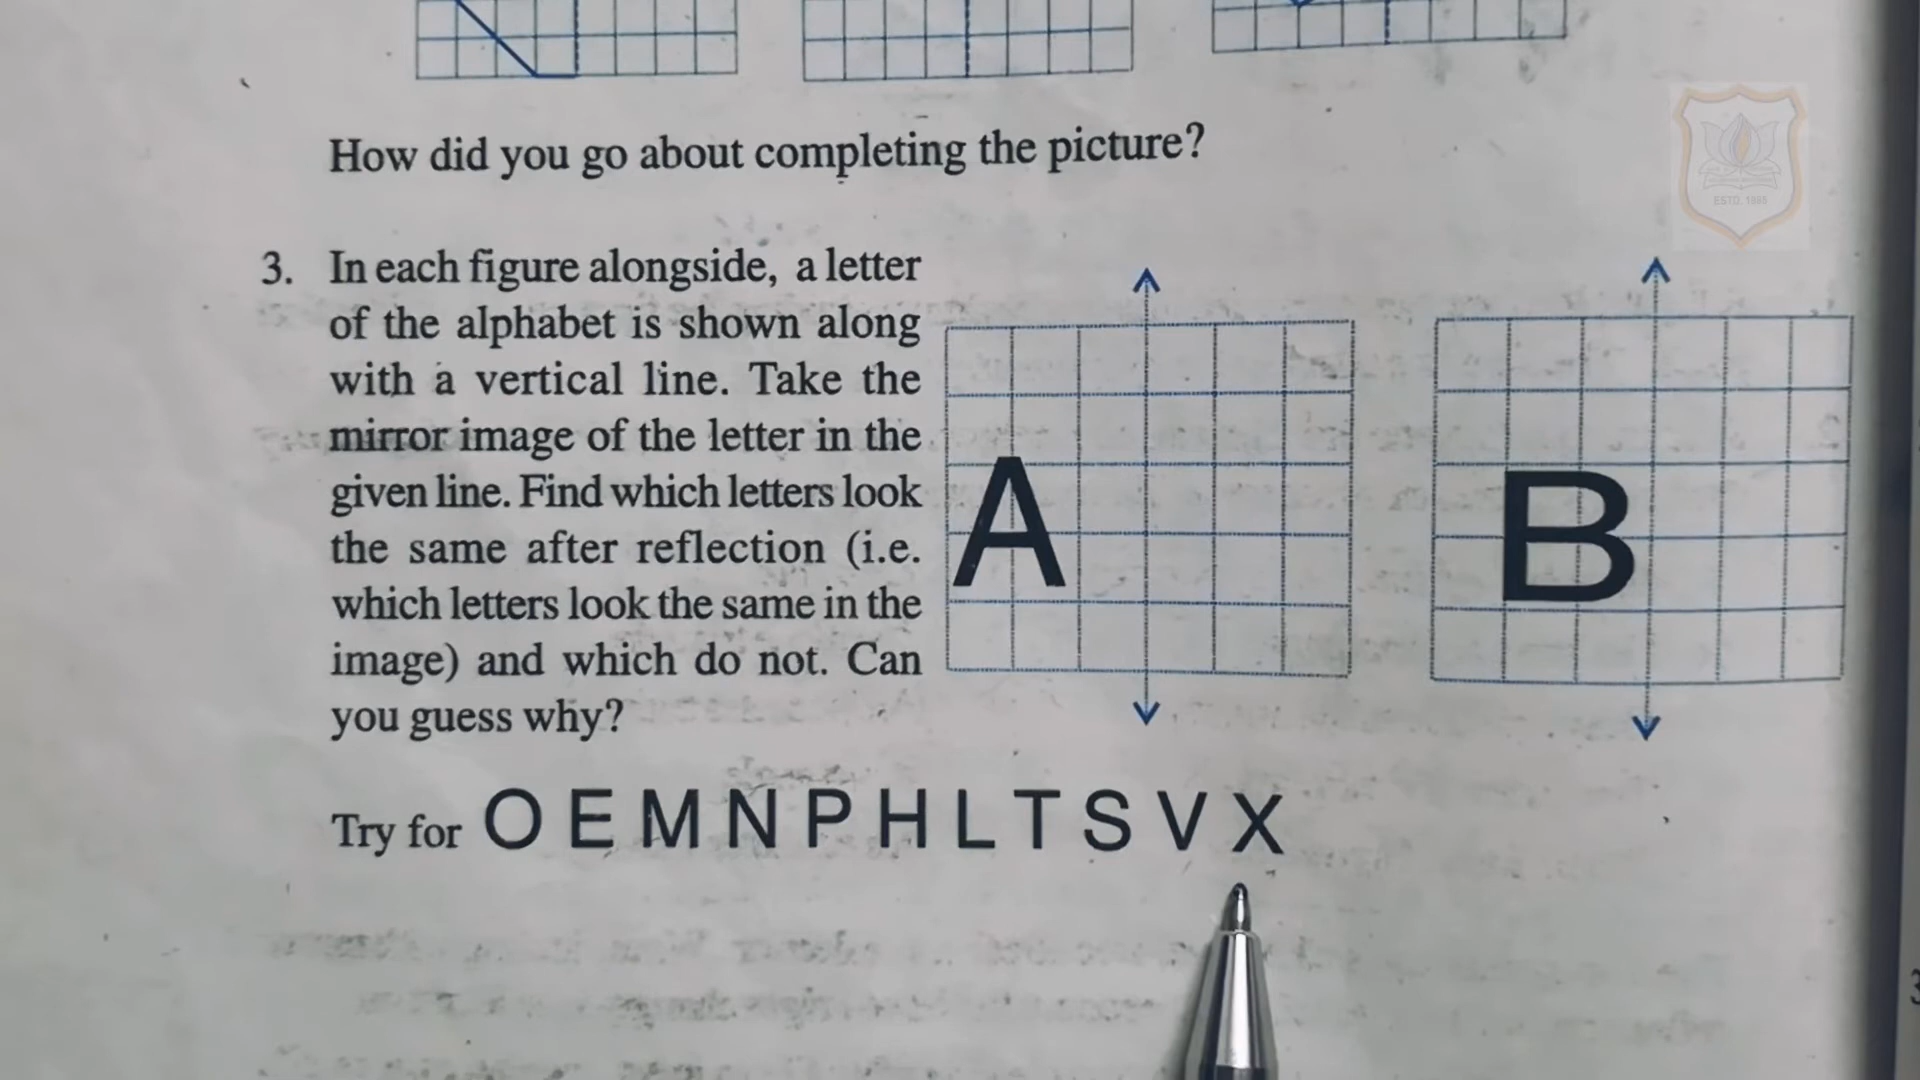 How did you go about completing the picture?
3. In each figure alongside, a letter
of the alphabet is shown along
with a vertical line. Take the
mirror image of the letter in the
given line. Find which letters look
the same after reflection (i.e.
which letters look the same in the
image) and which do not. Can
you guess why?
A
B
Try for O E M N P H L T S V X
ESTD. 1995
3